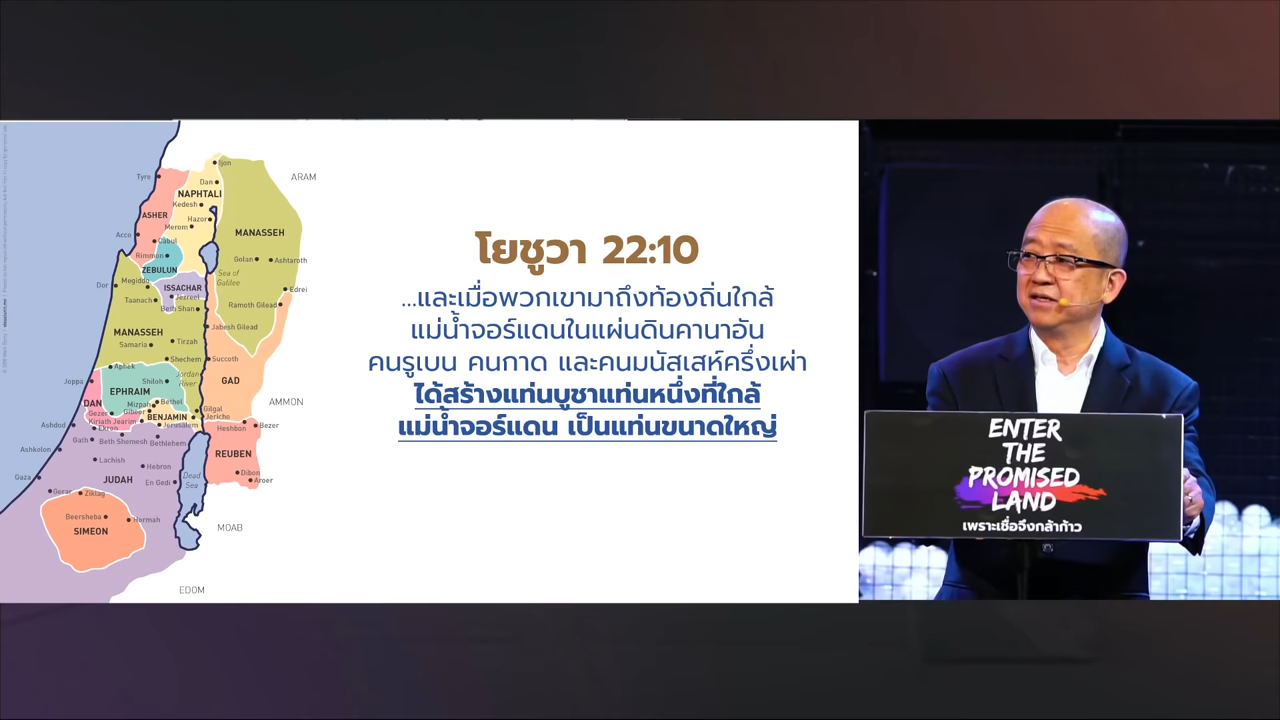 โยชูวา 22:10
...และเมื่อพวกเขามาถึงท้องถิ่นใกล้
แม่น้ำจอร์แดนในแผ่นดินคานาอัน
คนรูเบน คนกาด และคนมนัสเสห์ครึ่งเผ่า
ได้สร้างแท่นบูชาแท่นหนึ่งที่ใกล้
แม่น้ำจอร์แดน เป็นแท่นขนาดใหญ่
Ijon
ARAM
Tyre
Dan
NAPHTALI
Kedesh
ASHER
Hazor
Merom
Acco
Cabul
MANASSEH
Rimmon
Golan
Ashtaroth
ZEBULUN
Sea of
Galilee
Megiddo
Dor
ISSACHAR
Edrei
Jezreel
Taanach
Beth Shan
Ramoth Gilead
MANASSEH
Jabesh Gilead
Samaria
Tirzah
Shechem
Succoth
Aphek
Jordan
River
Joppa
Shiloh
GAD
EPHRAIM
DAN
Mizpah
Bethel
AMMON
Gezer
Gibeon
Gilgal
BENJAMIN
Jericho
Kiriath Jearim
Jerusalem
Ashdod
Ekron
Heshbon
Bezer
Gath
Beth Shemesh
Bethlehem
Ashkelon
REUBEN
Lachish
Hebron
Dead
Sea
Dibon
Gaza
JUDAH
En Gedi
Aroer
Gerar
Ziklag
Beersheba
Hormah
MOAB
SIMEON
EDOM
ENTER
THE
PROMISED
LAND
เพราะเชื่อจึงกล้าก้าว